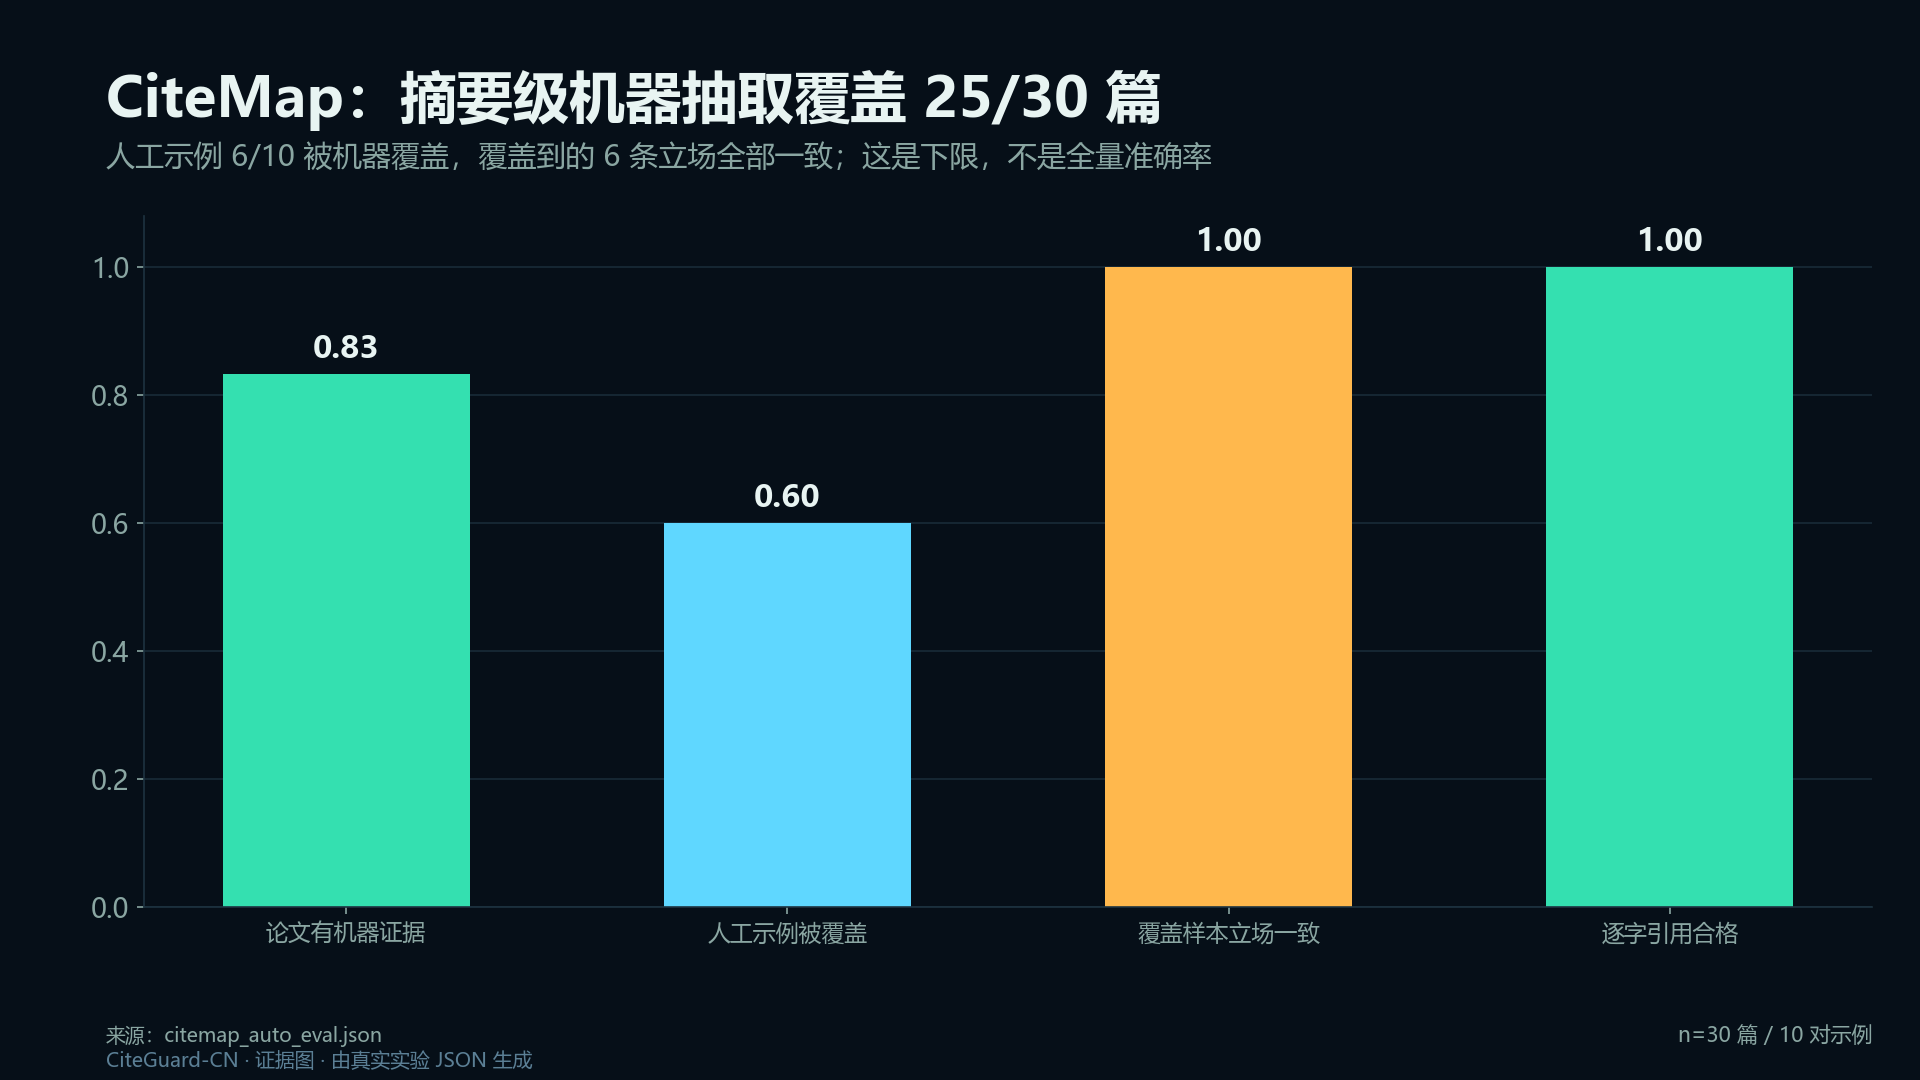 CiteMap：摘要级机器抽取覆盖 25/30 篇
人工示例 6/10 被机器覆盖，覆盖到的 6 条立场全部一致；这是下限，不是全量准确率
1.00
1.00
1.0
0.83
0.8
0.60
0.6
0.4
0.2
0.0
论文有机器证据
人工示例被覆盖
覆盖样本立场一致
逐字引用合格
来源：citemap_auto_eval.json
n=30 篇 / 10 对示例
CiteGuard-CN · 证据图 · 由真实实验 JSON 生成